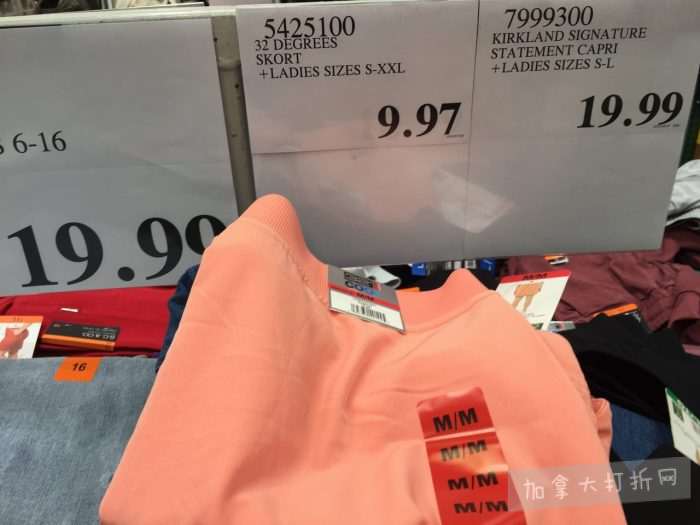 6-16
19.99
5425100
32 DEGREES
SKORT
+LADIES SIZES S-XXL
9.97
7999300
KIRKLAND SIGNATURE
STATEMENT CAPRI
+LADIES SIZES S-L
19.99
M/M
16
M/M
M/M
M/M
M/M
加拿大打折网